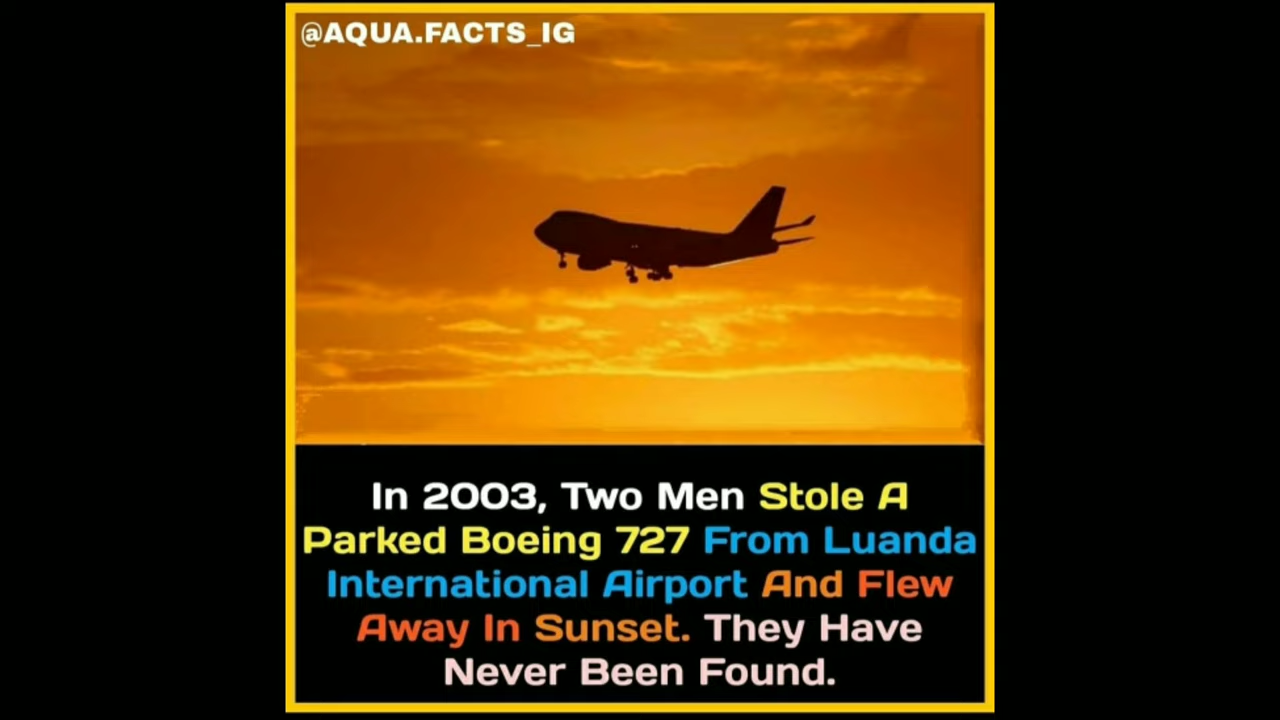 @AQUA.FACTS_IG
In 2003, Two Men Stole A
Parked Boeing 727 From Luanda
International Airport And Flew
Away In Sunset. They Have
Never Been Found.